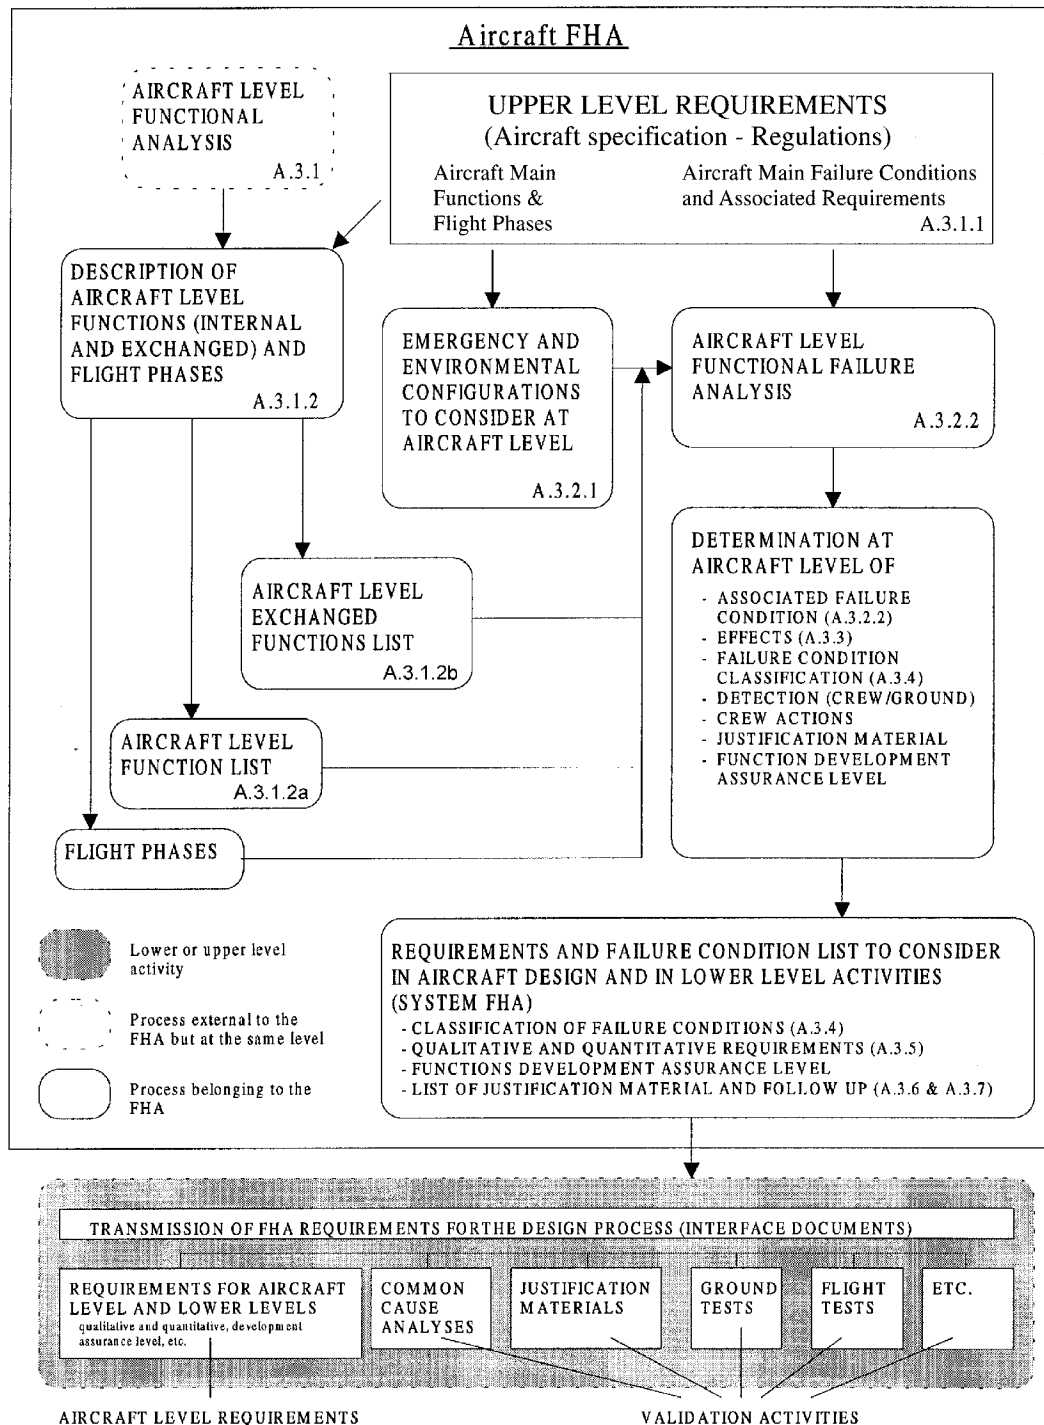 Aircraft FHA
AIRCRAFT LEVEL
FUNCTIONAL
ANALYSIS
A.3.1
UPPER LEVEL REQUIREMENTS
(Aircraft specification - Regulations)
Aircraft Main
Functions &
Flight Phases
Aircraft Main Failure Conditions
and Associated Requirements
A.3.1.1
DESCRIPTION OF
AIRCRAFT LEVEL
FUNCTIONS (INTERNAL
AND EXCHANGED) AND
FLIGHT PHASES
A.3.1.2
EMERGENCY AND
ENVIRONMENTAL
CONFIGURATIONS
TO CONSIDER AT
AIRCRAFT LEVEL
A.3.2.1
AIRCRAFT LEVEL
FUNCTIONAL FAILURE
ANALYSIS
A.3.2.2
DETERMINATION AT
AIRCRAFT LEVEL OF
- ASSOCIATED FAILURE
CONDITION (A.3.2.2)
- EFFECTS (A.3.3)
- FAILURE CONDITION
CLASSIFICATION (A.3.4)
- DETECTION (CREW/GROUND)
- CREW ACTIONS
- JUSTIFICATION MATERIAL
- FUNCTION DEVELOPMENT
ASSURANCE LEVEL
AIRCRAFT LEVEL
EXCHANGED
FUNCTIONS LIST
A.3.1.2b
AIRCRAFT LEVEL
FUNCTION LIST
A.3.1.2a
FLIGHT PHASES
Lower or upper level
activity
Process external to the
FHA but at the same level
Process belonging to the
FHA
REQUIREMENTS AND FAILURE CONDITION LIST TO CONSIDER
IN AIRCRAFT DESIGN AND IN LOWER LEVEL ACTIVITIES
(SYSTEM FHA)
- CLASSIFICATION OF FAILURE CONDITIONS (A.3.4)
- QUALITATIVE AND QUANTITATIVE REQUIREMENTS (A.3.5)
- FUNCTIONS DEVELOPMENT ASSURANCE LEVEL
- LIST OF JUSTIFICATION MATERIAL AND FOLLOW UP (A.3.6 & A.3.7)
TRANSMISSION OF FHA REQUIREMENTS FORTHE DESIGN PROCESS (INTERFACE DOCUMENTS)
REQUIREMENTS FOR AIRCRAFT
LEVEL AND LOWER LEVELS
qualitative and quantitative, development
assurance level, etc.
COMMON
CAUSE
ANALYSES
JUSTIFICATION
MATERIALS
GROUND
TESTS
FLIGHT
TESTS
ETC.
AIRCRAFT LEVEL REQUIREMENTS
VALIDATION ACTIVITIES